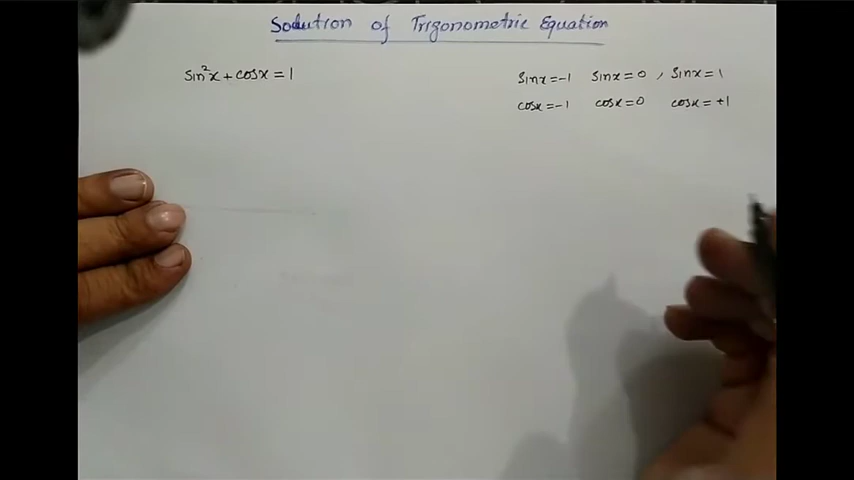 Solution of Trigonometric Equation
sin²x + cosx = 1
sinx = -1 sinx = 0 , sinx = 1
cosx = -1 cosx = 0 cosx = +1